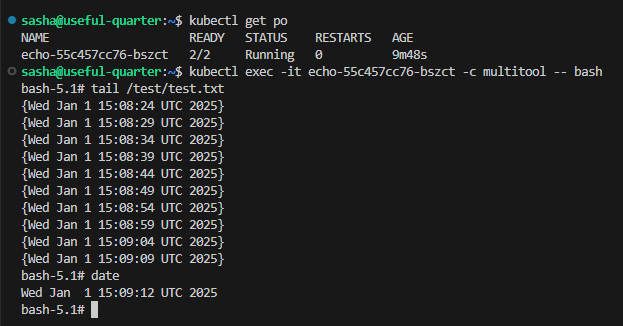 sasha@useful-quarter:~$ kubectl get po
NAME                    READY   STATUS    RESTARTS   AGE
echo-55c457cc76-bszct   2/2     Running   0          9m48s
sasha@useful-quarter:~$ kubectl exec -it echo-55c457cc76-bszct -c multitool -- bash
bash-5.1# tail /test/test.txt
{Wed Jan 1 15:08:24 UTC 2025}
{Wed Jan 1 15:08:29 UTC 2025}
{Wed Jan 1 15:08:34 UTC 2025}
{Wed Jan 1 15:08:39 UTC 2025}
{Wed Jan 1 15:08:44 UTC 2025}
{Wed Jan 1 15:08:49 UTC 2025}
{Wed Jan 1 15:08:54 UTC 2025}
{Wed Jan 1 15:08:59 UTC 2025}
{Wed Jan 1 15:09:04 UTC 2025}
{Wed Jan 1 15:09:09 UTC 2025}
bash-5.1# date
Wed Jan  1 15:09:12 UTC 2025
bash-5.1#